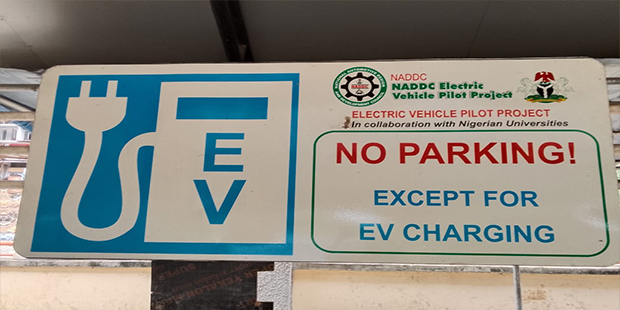 EV
NADDC
NADDC
NADDC Electric
Vehicle Pilot Project
ELECTRIC VEHICLE PILOT PROJECT
In collaboration with Nigerian Universities
NO PARKING!
EXCEPT FOR
EV CHARGING